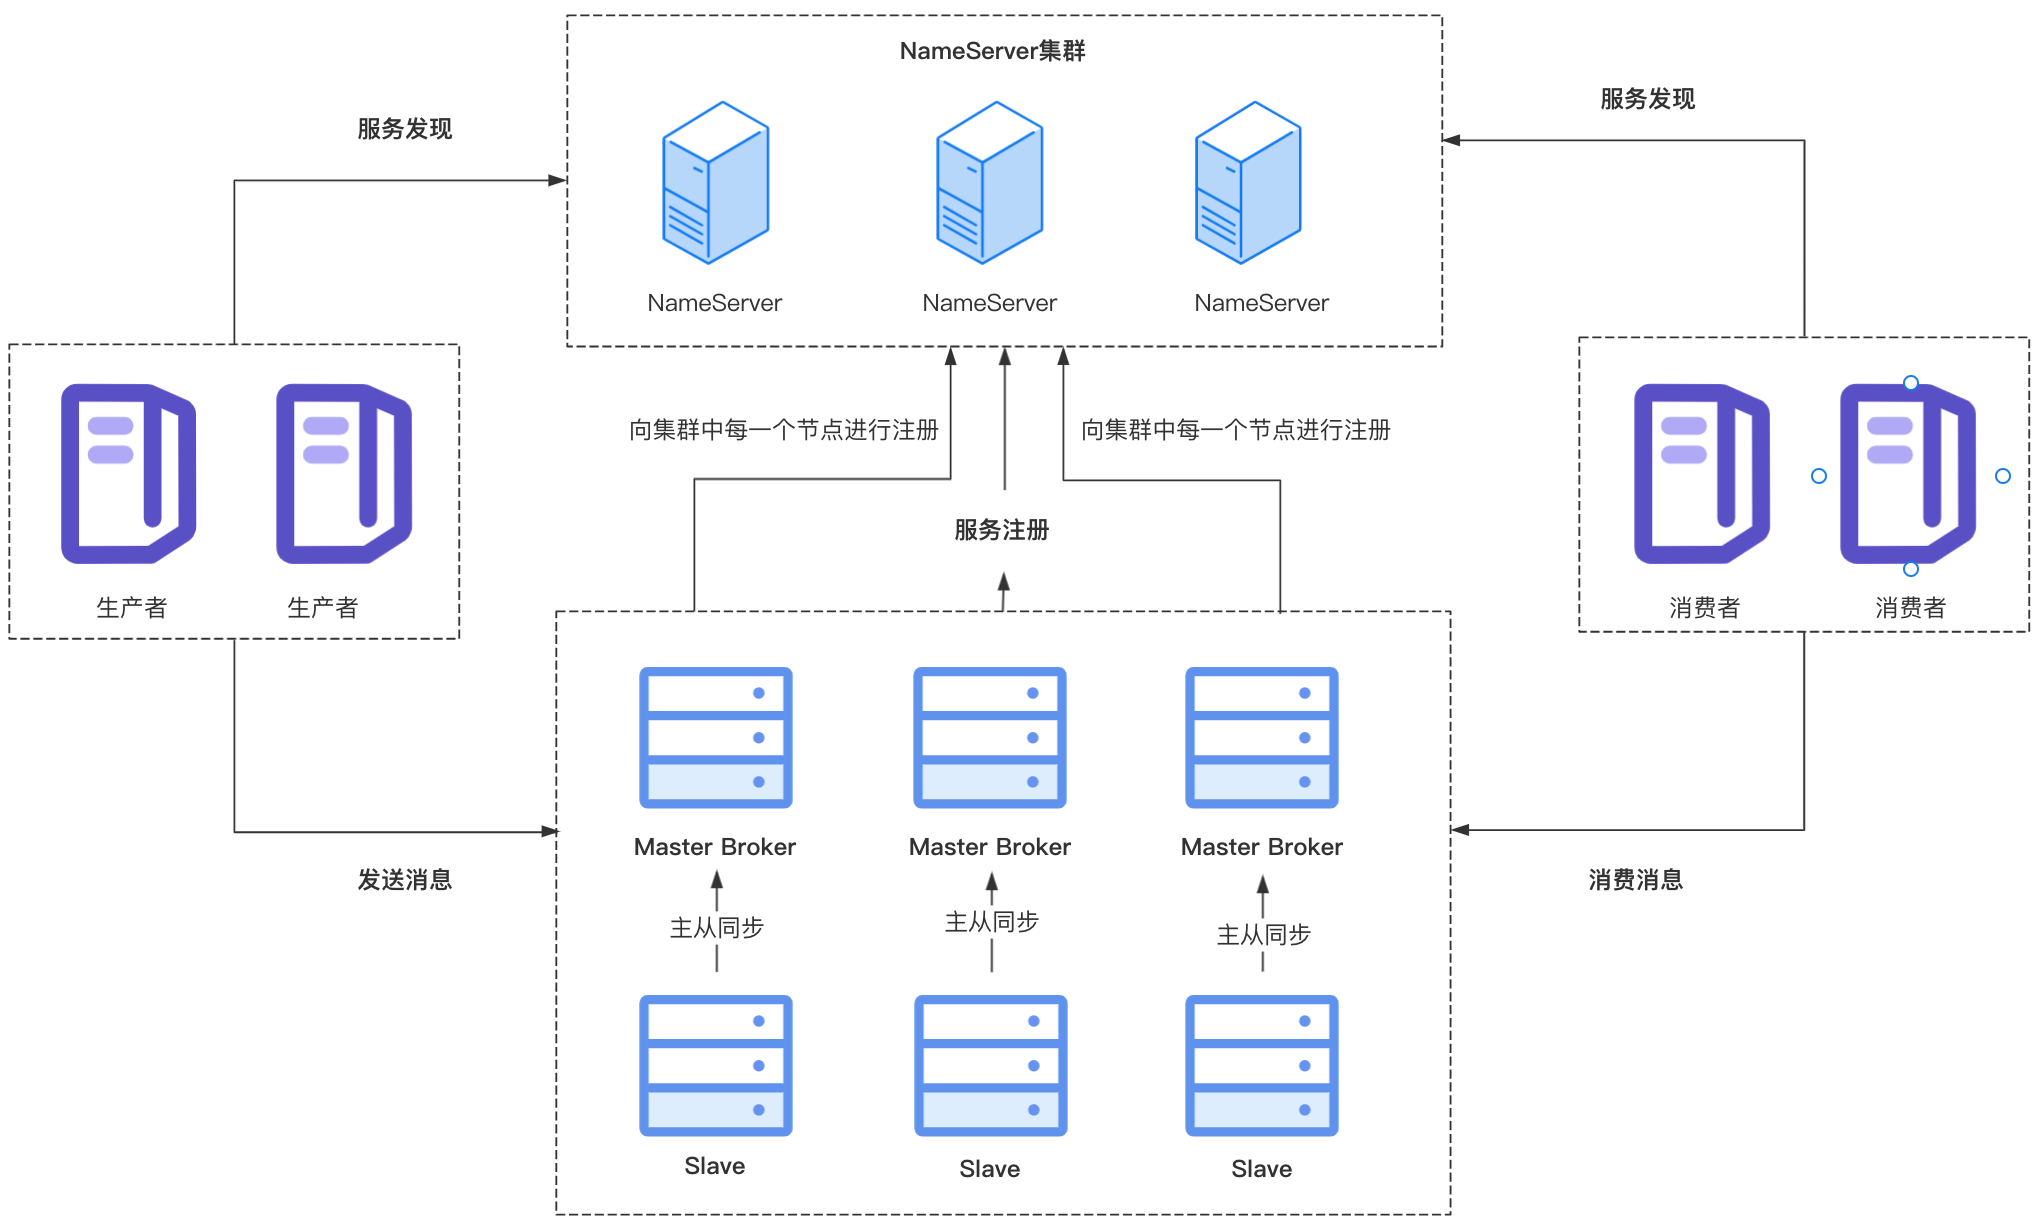 NameServer集群
服务发现
服务发现
NameServer
NameServer
NameServer
向集群中每一个节点进行注册
向集群中每一个节点进行注册
服务注册
生产者
生产者
消费者
消费者
Master Broker
Master Broker
Master Broker
发送消息
消费消息
主从同步
主从同步
主从同步
Slave
Slave
Slave